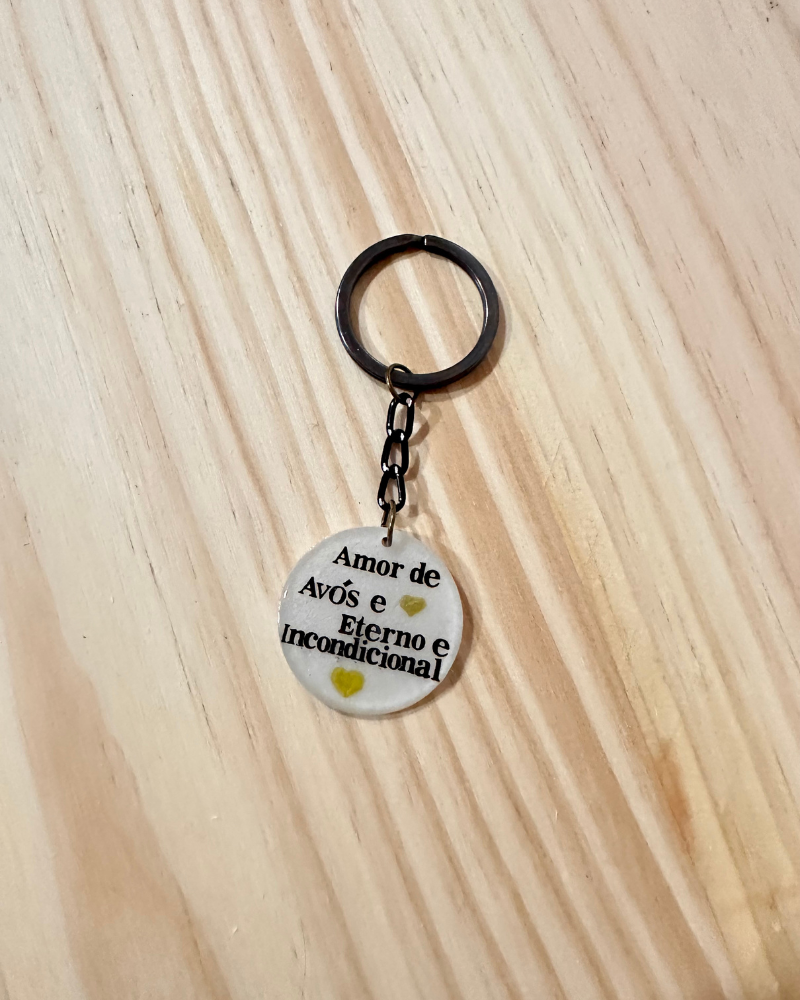 Amor de
Avós e
Eterno e
Incondicional